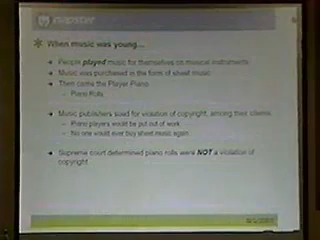 napster
When music was young...
People played music for themselves on musical instruments
Music was purchased in the form of sheet music
Then came the Player Piano
– Piano Rolls
Music publishers sued for violation of copyright, among their claims
– Piano players would be put out of work
– No one would ever buy sheet music again
Supreme court determined piano rolls were NOT a violation of
copyright